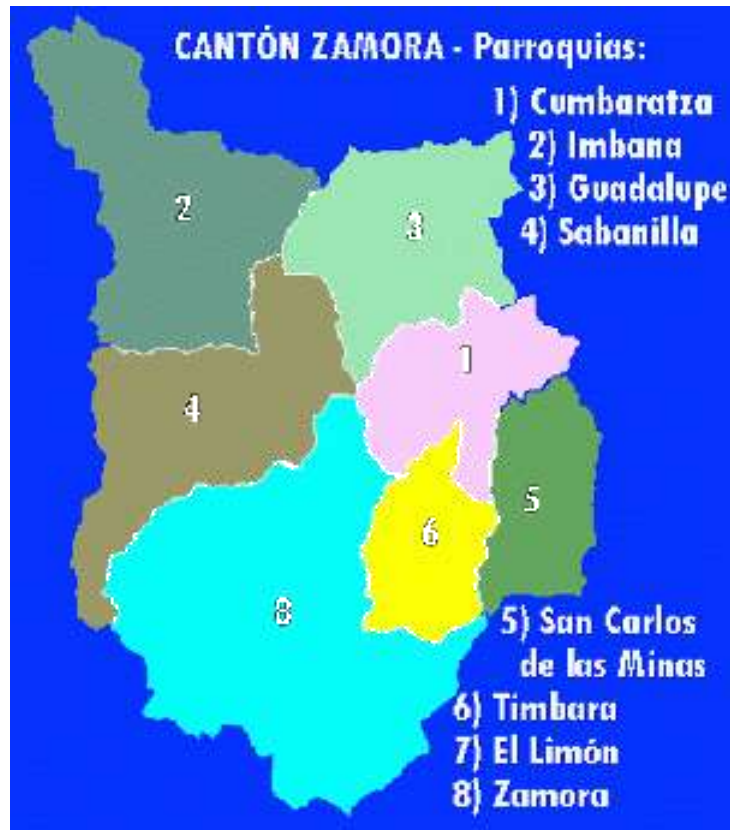 CANTÓN ZAMORA - Parroquias:
1) Cumbaratza
2) Imbana
3) Guadalupe
4) Sabanilla
2
3
1
4
5
6
8
5) San Carlos
de las Minas
6) Timbara
7) El Limón
8) Zamora